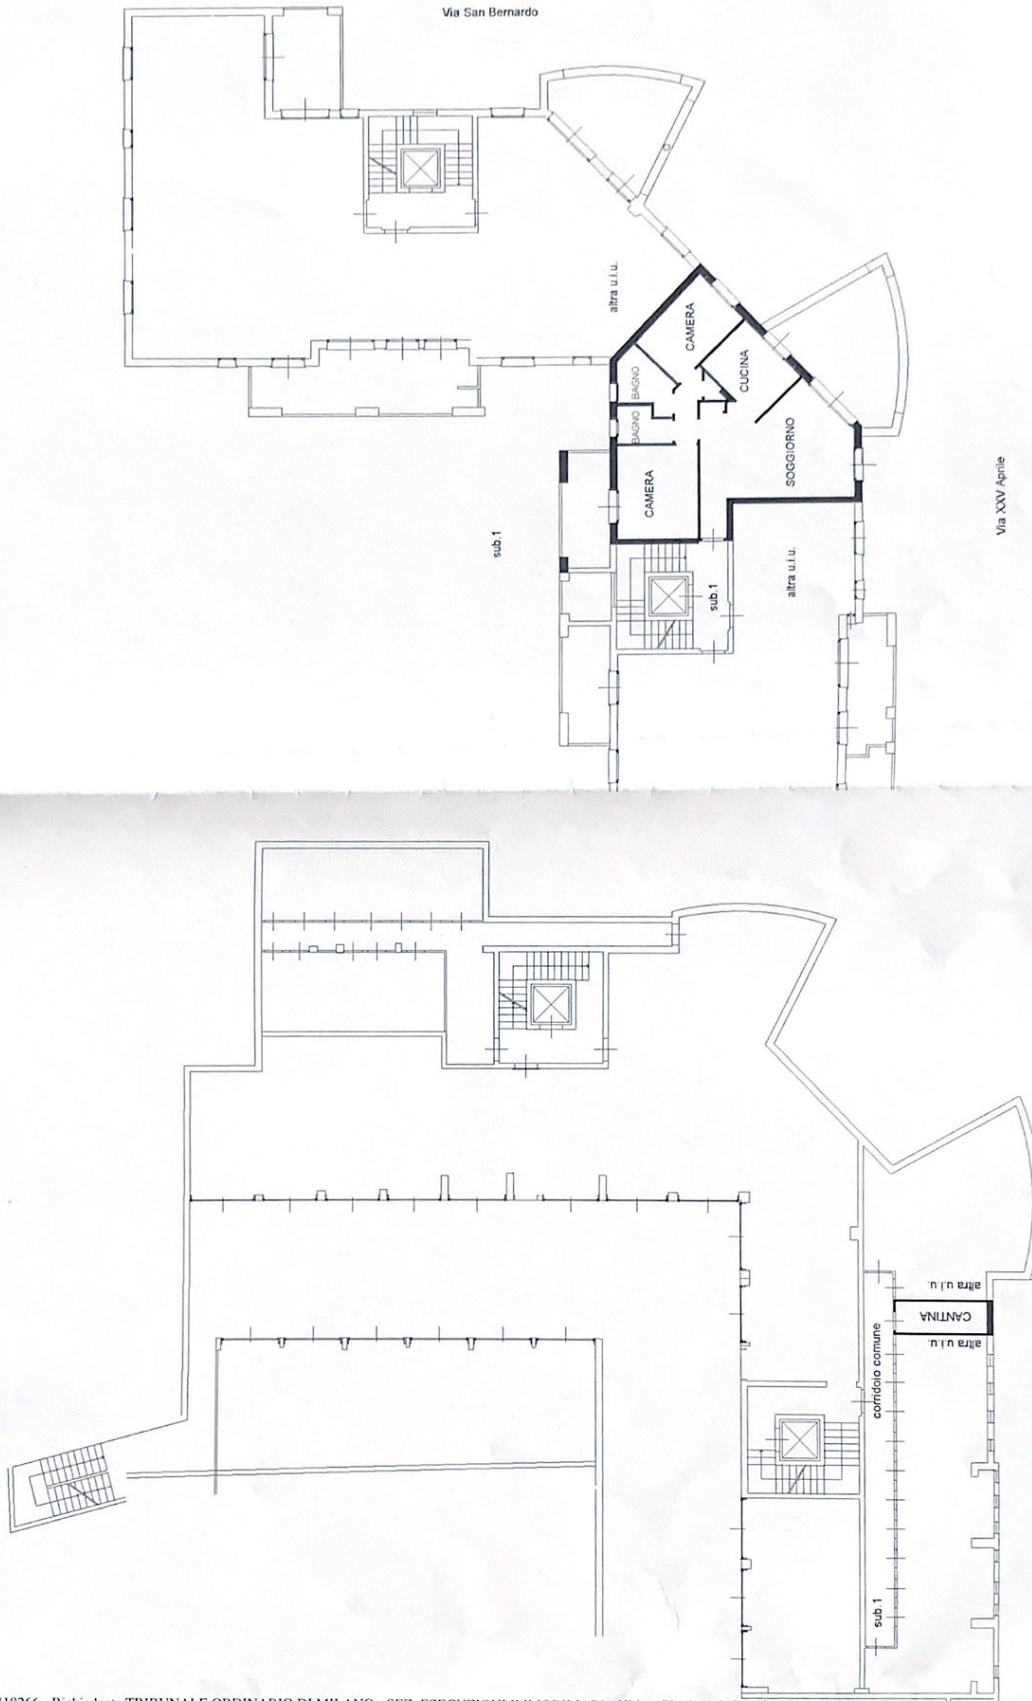 Via San Bernardo
altra u.i.u.
CAMERA
BAGNO
CUCINA
BAGNO
SOGGIORNO
CAMERA
Via XXV Aprile
sub.1
sub.1
altra u.i.u.
altra u.i.u.
CANTINA
altra u.i.u.
corridoio comune
sub.1
TRIBUNALE ORDINARIO DI MILANO